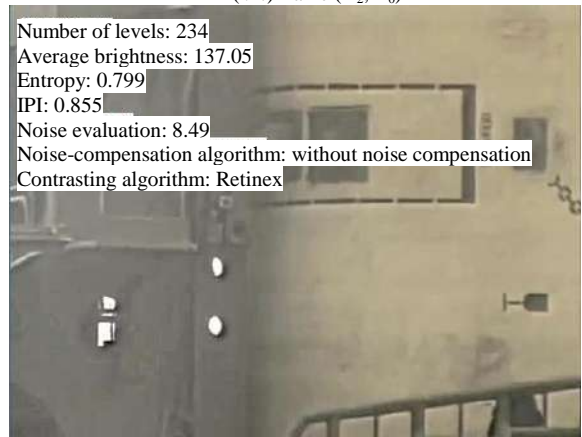 Number of levels: 234
Average brightness: 137.05
Entropy: 0.799
IPI: 0.855
Noise evaluation: 8.49
Noise-compensation algorithm: without noise compensation
Contrasting algorithm: Retinex